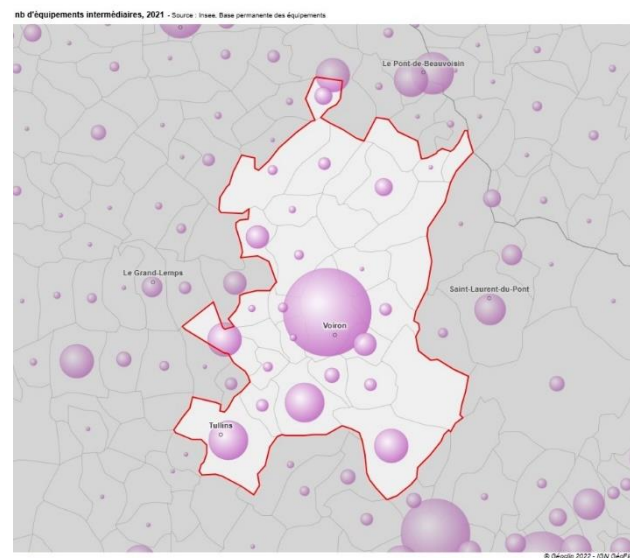 nb d'équipements intermédiaires, 2021 - Source : Insee, Base permanente des équipements
Le Pont-de-Beauvoisin
Le Grand-Lemps
Saint-Laurent-du-Pont
Voiron
Tullins
© Géoclip 2022 - IGN GéoFLA